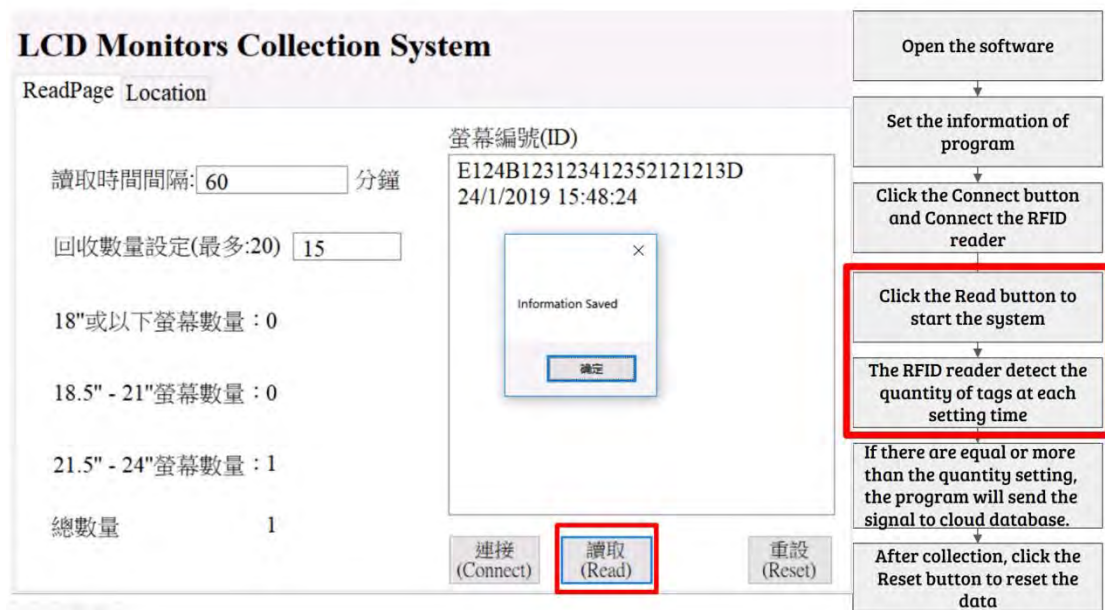 LCD Monitors Collection System
ReadPage
Location
讀取時間間隔: 60 分鐘
回收數量設定(最多:20) 15
18"或以下螢幕數量：0
18.5" - 21"螢幕數量：0
21.5" - 24"螢幕數量：1
總數量 1
螢幕編號(ID)
E124B123123412352121213D
24/1/2019 15:48:24
Information Saved
確定
連接
(Connect)
讀取
(Read)
重設
(Reset)
Open the software
Set the information of
program
Click the Connect button
and Connect the RFID
reader
Click the Read button to
start the system
The RFID reader detect the
quantity of tags at each
setting time
If there are equal or more
than the quantity setting,
the program will send the
signal to cloud database.
After collection, click the
Reset button to reset the
data